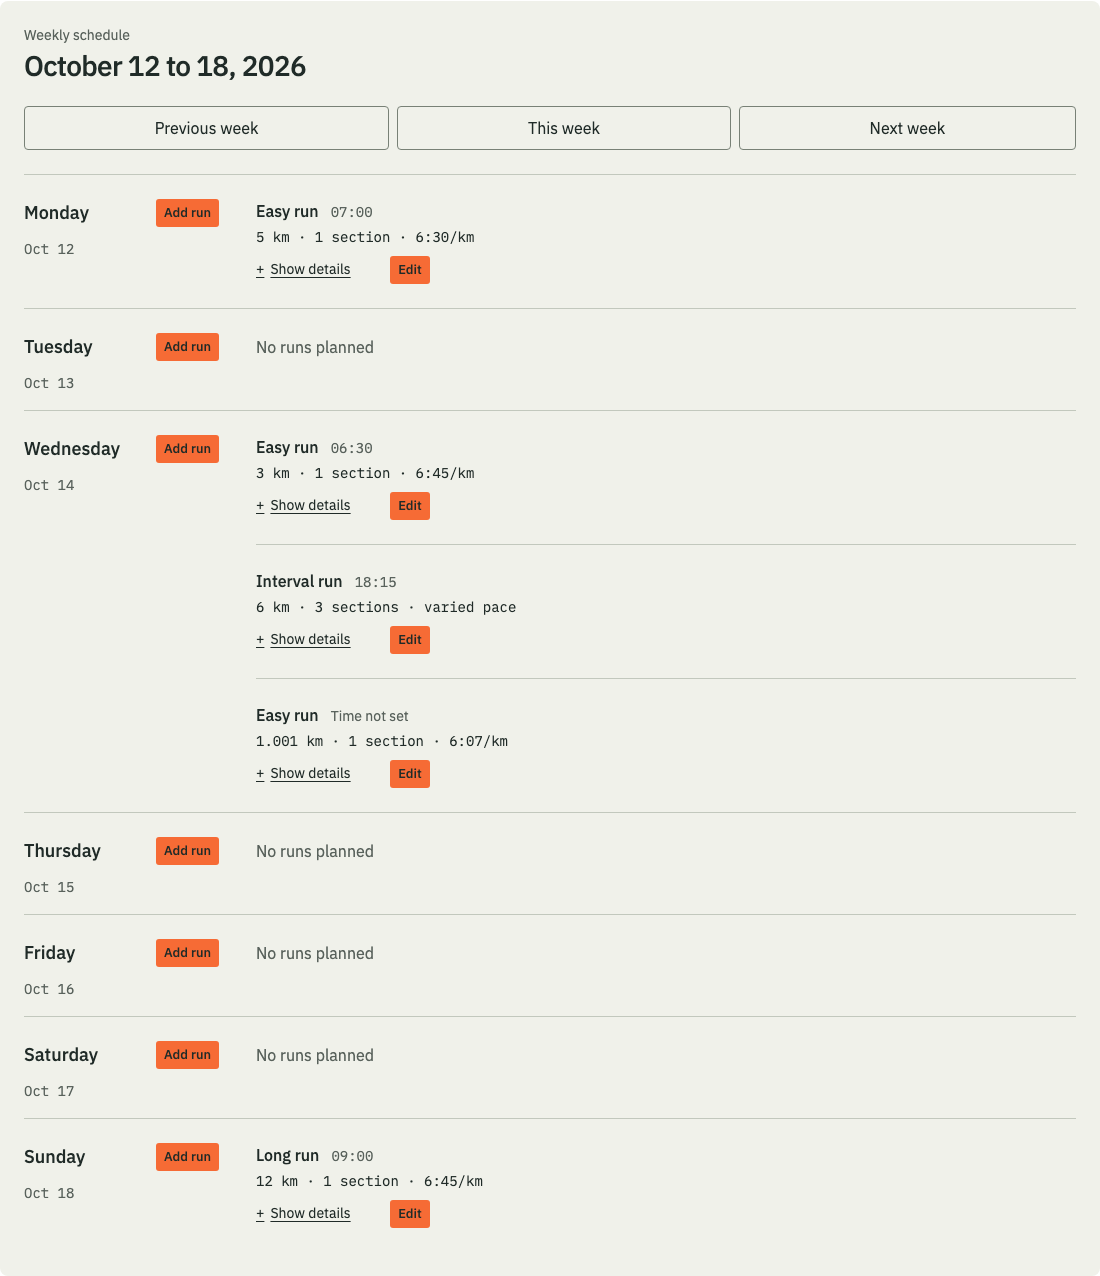 Weekly schedule
October 12 to 18, 2026
Previous week
This week
Next week
Monday
Add run
Oct 12
Easy run 07:00
5 km · 1 section · 6:30/km
+ Show details
Edit
Tuesday
Add run
Oct 13
No runs planned
Wednesday
Add run
Oct 14
Easy run 06:30
3 km · 1 section · 6:45/km
+ Show details
Edit
Interval run 18:15
6 km · 3 sections · varied pace
+ Show details
Edit
Easy run Time not set
1.001 km · 1 section · 6:07/km
+ Show details
Edit
Thursday
Add run
Oct 15
No runs planned
Friday
Add run
Oct 16
No runs planned
Saturday
Add run
Oct 17
No runs planned
Sunday
Add run
Oct 18
Long run 09:00
12 km · 1 section · 6:45/km
+ Show details
Edit